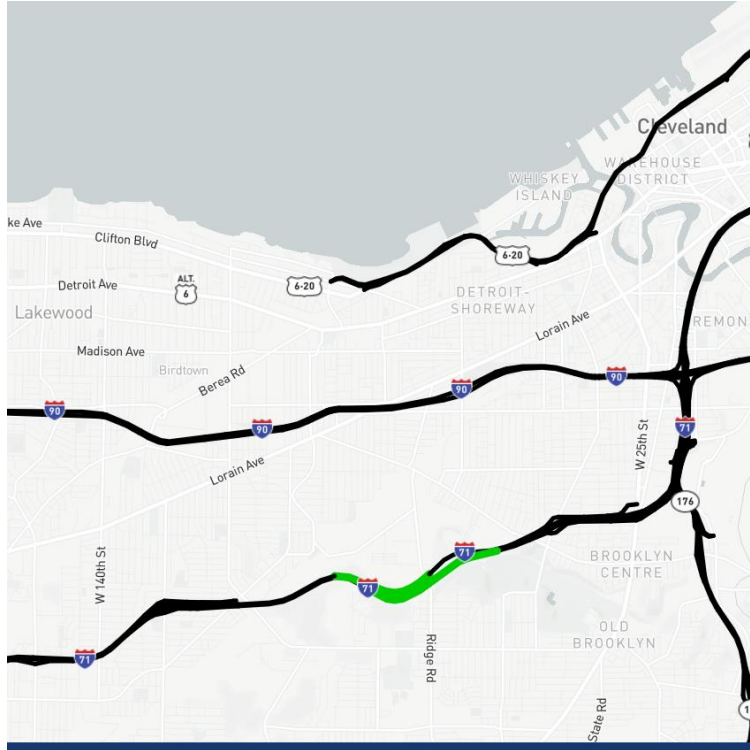 Cleveland
WHISKEY
ISLAND
WAREHOUSE
DISTRICT
ke Ave
Clifton Blvd
6-20
ALT.
6
6-20
Detroit Ave
DETROIT-
SHOREWAY
Lakewood
Lorain Ave
REMON
Madison Ave
Birdtown
Berea Rd
90
90
90
90
71
W 25th St
Lorain Ave
176
71
BROOKLYN
CENTRE
W 140th St
71
OLD
BROOKLYN
71
Ridge Rd
State Rd
1